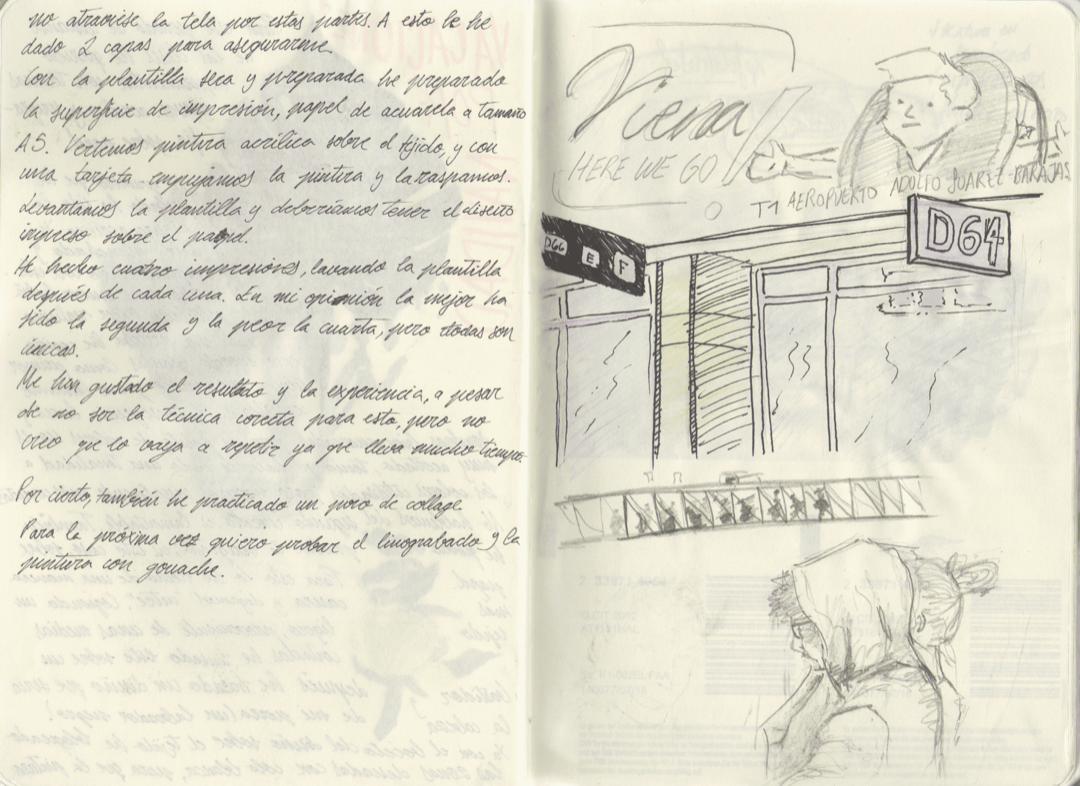 no atraviese la tela por estas partes. A esto le he
dado 2 capas para asegurarme.
Con la plantilla seca y preparada he preparado
la superficie de impresión, papel de acuarela a tamaño
A5. Vertemos pintura acrílica sobre el tejido, y con
una tarjeta empujamos la pintura y la raspamos.
Levantamos la plantilla y deberíamos tener el diseño
impreso sobre el papel.
He hecho cuatro impresiones, lavando la plantilla
después de cada una. En mi opinión la mejor ha
sido la segunda y la peor la cuarta, pero todas son
únicas.
Me han gustado el resultado y la experiencia, a pesar
de no ser la técnica correcta para esto, pero no
creo que lo vaya a repetir ya que lleva mucho tiempo.
Por cierto, también he practicado un poco de collage
Para la próxima vez quiero probar el linograbado y la
pintura con gouache.
Viena
HERE WE GO
T1 AEROPUERTO ADOLFO SUAREZ-BARAJAS
D66 E F
D64